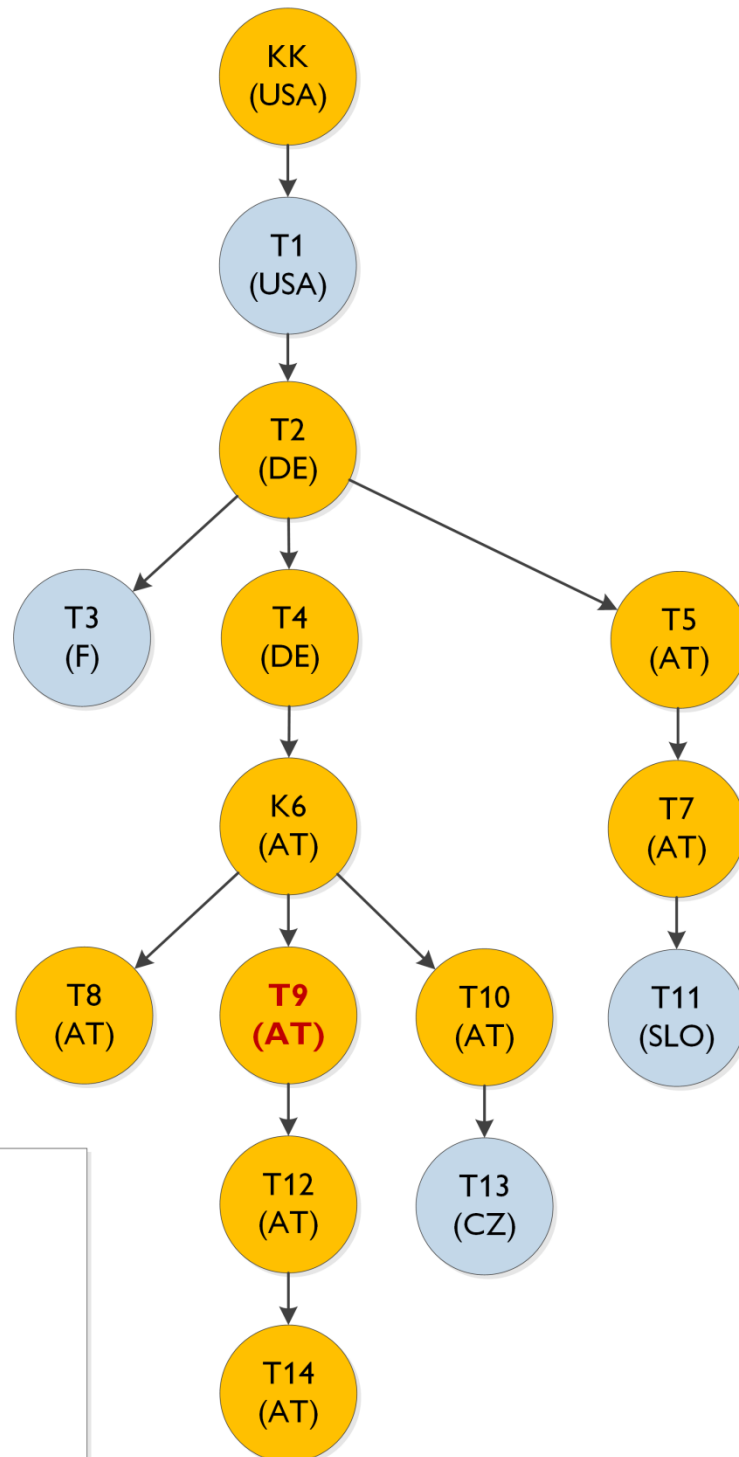 KK
(USA)
T1
(USA)
T2
(DE)
T3
(F)
T4
(DE)
T5
(AT)
K6
(AT)
T7
(AT)
T8
(AT)
T9
(AT)
T10
(AT)
T11
(SLO)
T12
(AT)
T13
(CZ)
T14
(AT)